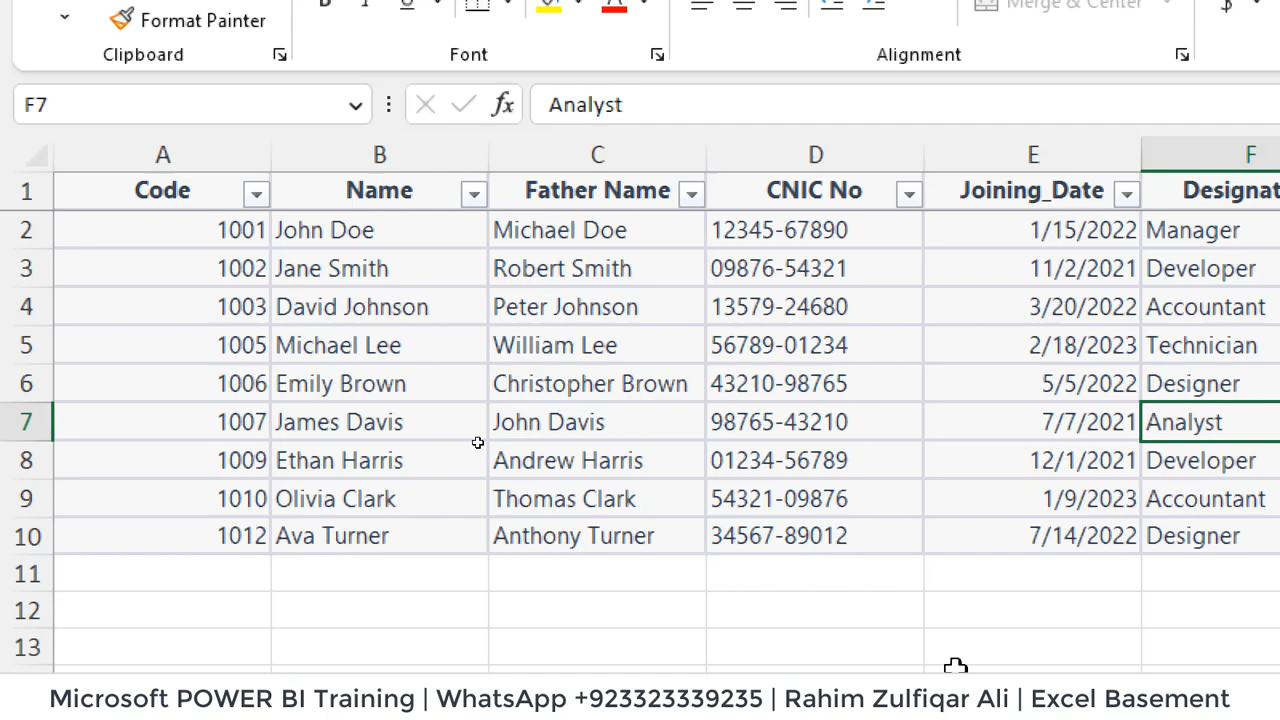 Format Painter
Merge & Center
$
Clipboard
Font
Alignment
F7
fx
Analyst
A B C D E F
1 Code Name Father Name CNIC No Joining_Date Designat
2 1001 John Doe Michael Doe 12345-67890 1/15/2022 Manager
3 1002 Jane Smith Robert Smith 09876-54321 11/2/2021 Developer
4 1003 David Johnson Peter Johnson 13579-24680 3/20/2022 Accountant
5 1005 Michael Lee William Lee 56789-01234 2/18/2023 Technician
6 1006 Emily Brown Christopher Brown 43210-98765 5/5/2022 Designer
7 1007 James Davis John Davis 98765-43210 7/7/2021 Analyst
8 1009 Ethan Harris Andrew Harris 01234-56789 12/1/2021 Developer
9 1010 Olivia Clark Thomas Clark 54321-09876 1/9/2023 Accountant
10 1012 Ava Turner Anthony Turner 34567-89012 7/14/2022 Designer
11
12
13
Microsoft POWER BI Training | WhatsApp +923323339235 | Rahim Zulfiqar Ali | Excel Basement